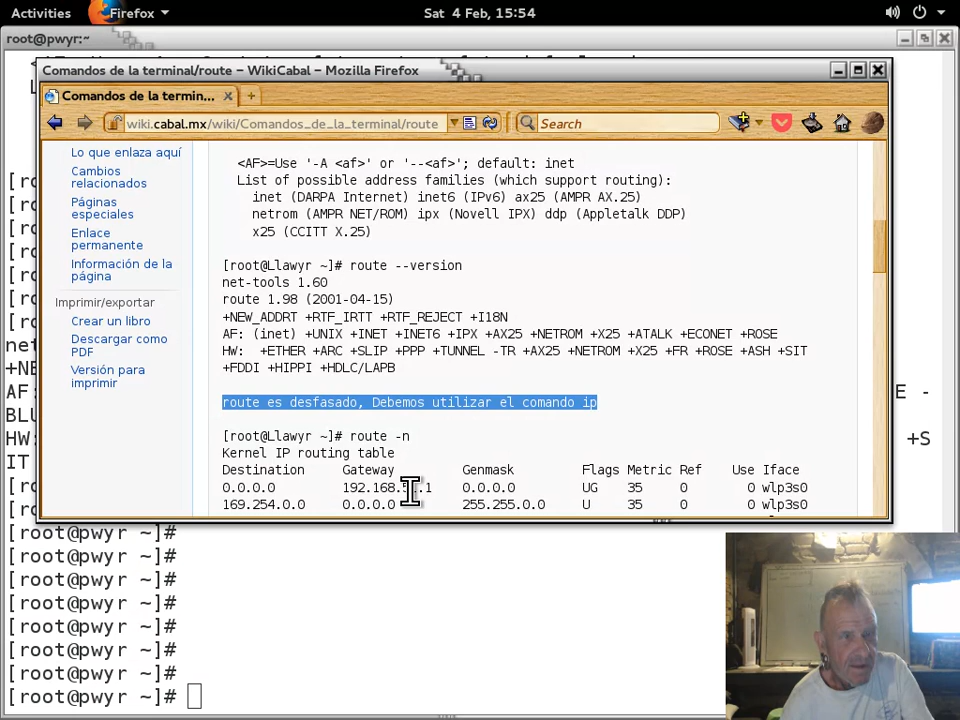 Activities Firefox Sat 4 Feb, 15:54
root@pwyr:~
Comandos de la terminal/route – WikiCabal – Mozilla Firefox
Comandos de la termin...
wiki.cabal.mx/wiki/Comandos_de_la_terminal/route Search
Lo que enlaza aquí
Cambios
relacionados
Páginas
especiales
Enlace
permanente
Información de la
página
Imprimir/exportar
Crear un libro
Descargar como
PDF
Versión para
imprimir
<AF>=Use '-A <af>' or '--<af>'; default: inet
List of possible address families (which support routing):
inet (DARPA Internet) inet6 (IPv6) ax25 (AMPR AX.25)
netrom (AMPR NET/ROM) ipx (Novell IPX) ddp (Appletalk DDP)
x25 (CCITT X.25)
[root@Llawyr ~]# route --version
net-tools 1.60
route 1.98 (2001-04-15)
+NEW_ADDRT +RTF_IRTT +RTF_REJECT +I18N
AF: (inet) +UNIX +INET +INET6 +IPX +AX25 +NETROM +X25 +ATALK +ECONET +ROSE
HW: +ETHER +ARC +SLIP +PPP +TUNNEL -TR +AX25 +NETROM +X25 +FR +ROSE +ASH +SIT
+FDDI +HIPPI +HDLC/LAPB
route es desfasado, Debemos utilizar el comando ip
[root@Llawyr ~]# route -n
Kernel IP routing table
Destination Gateway Genmask Flags Metric Ref Use Iface
0.0.0.0 0.0.0.0 UG 35 0 0 wlp3s0
169.254.0.0 0.0.0.0 255.255.0.0 U 35 0 0 wlp3s0
[root@pwyr ~]#
[root@pwyr ~]#
[root@pwyr ~]#
[root@pwyr ~]#
[root@pwyr ~]#
[root@pwyr ~]#
[root@pwyr ~]#
[root@pwyr ~]#